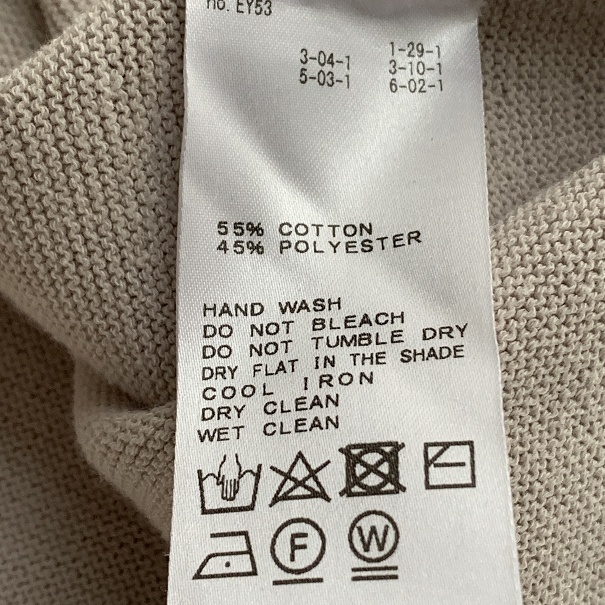 no. EY53
3-04-1 1-29-1
5-03-1 3-10-1
6-02-1
55% COTTON
45% POLYESTER
HAND WASH
DO NOT BLEACH
DO NOT TUMBLE DRY
DRY FLAT IN THE SHADE
COOL IRON
DRY CLEAN
WET CLEAN
F W